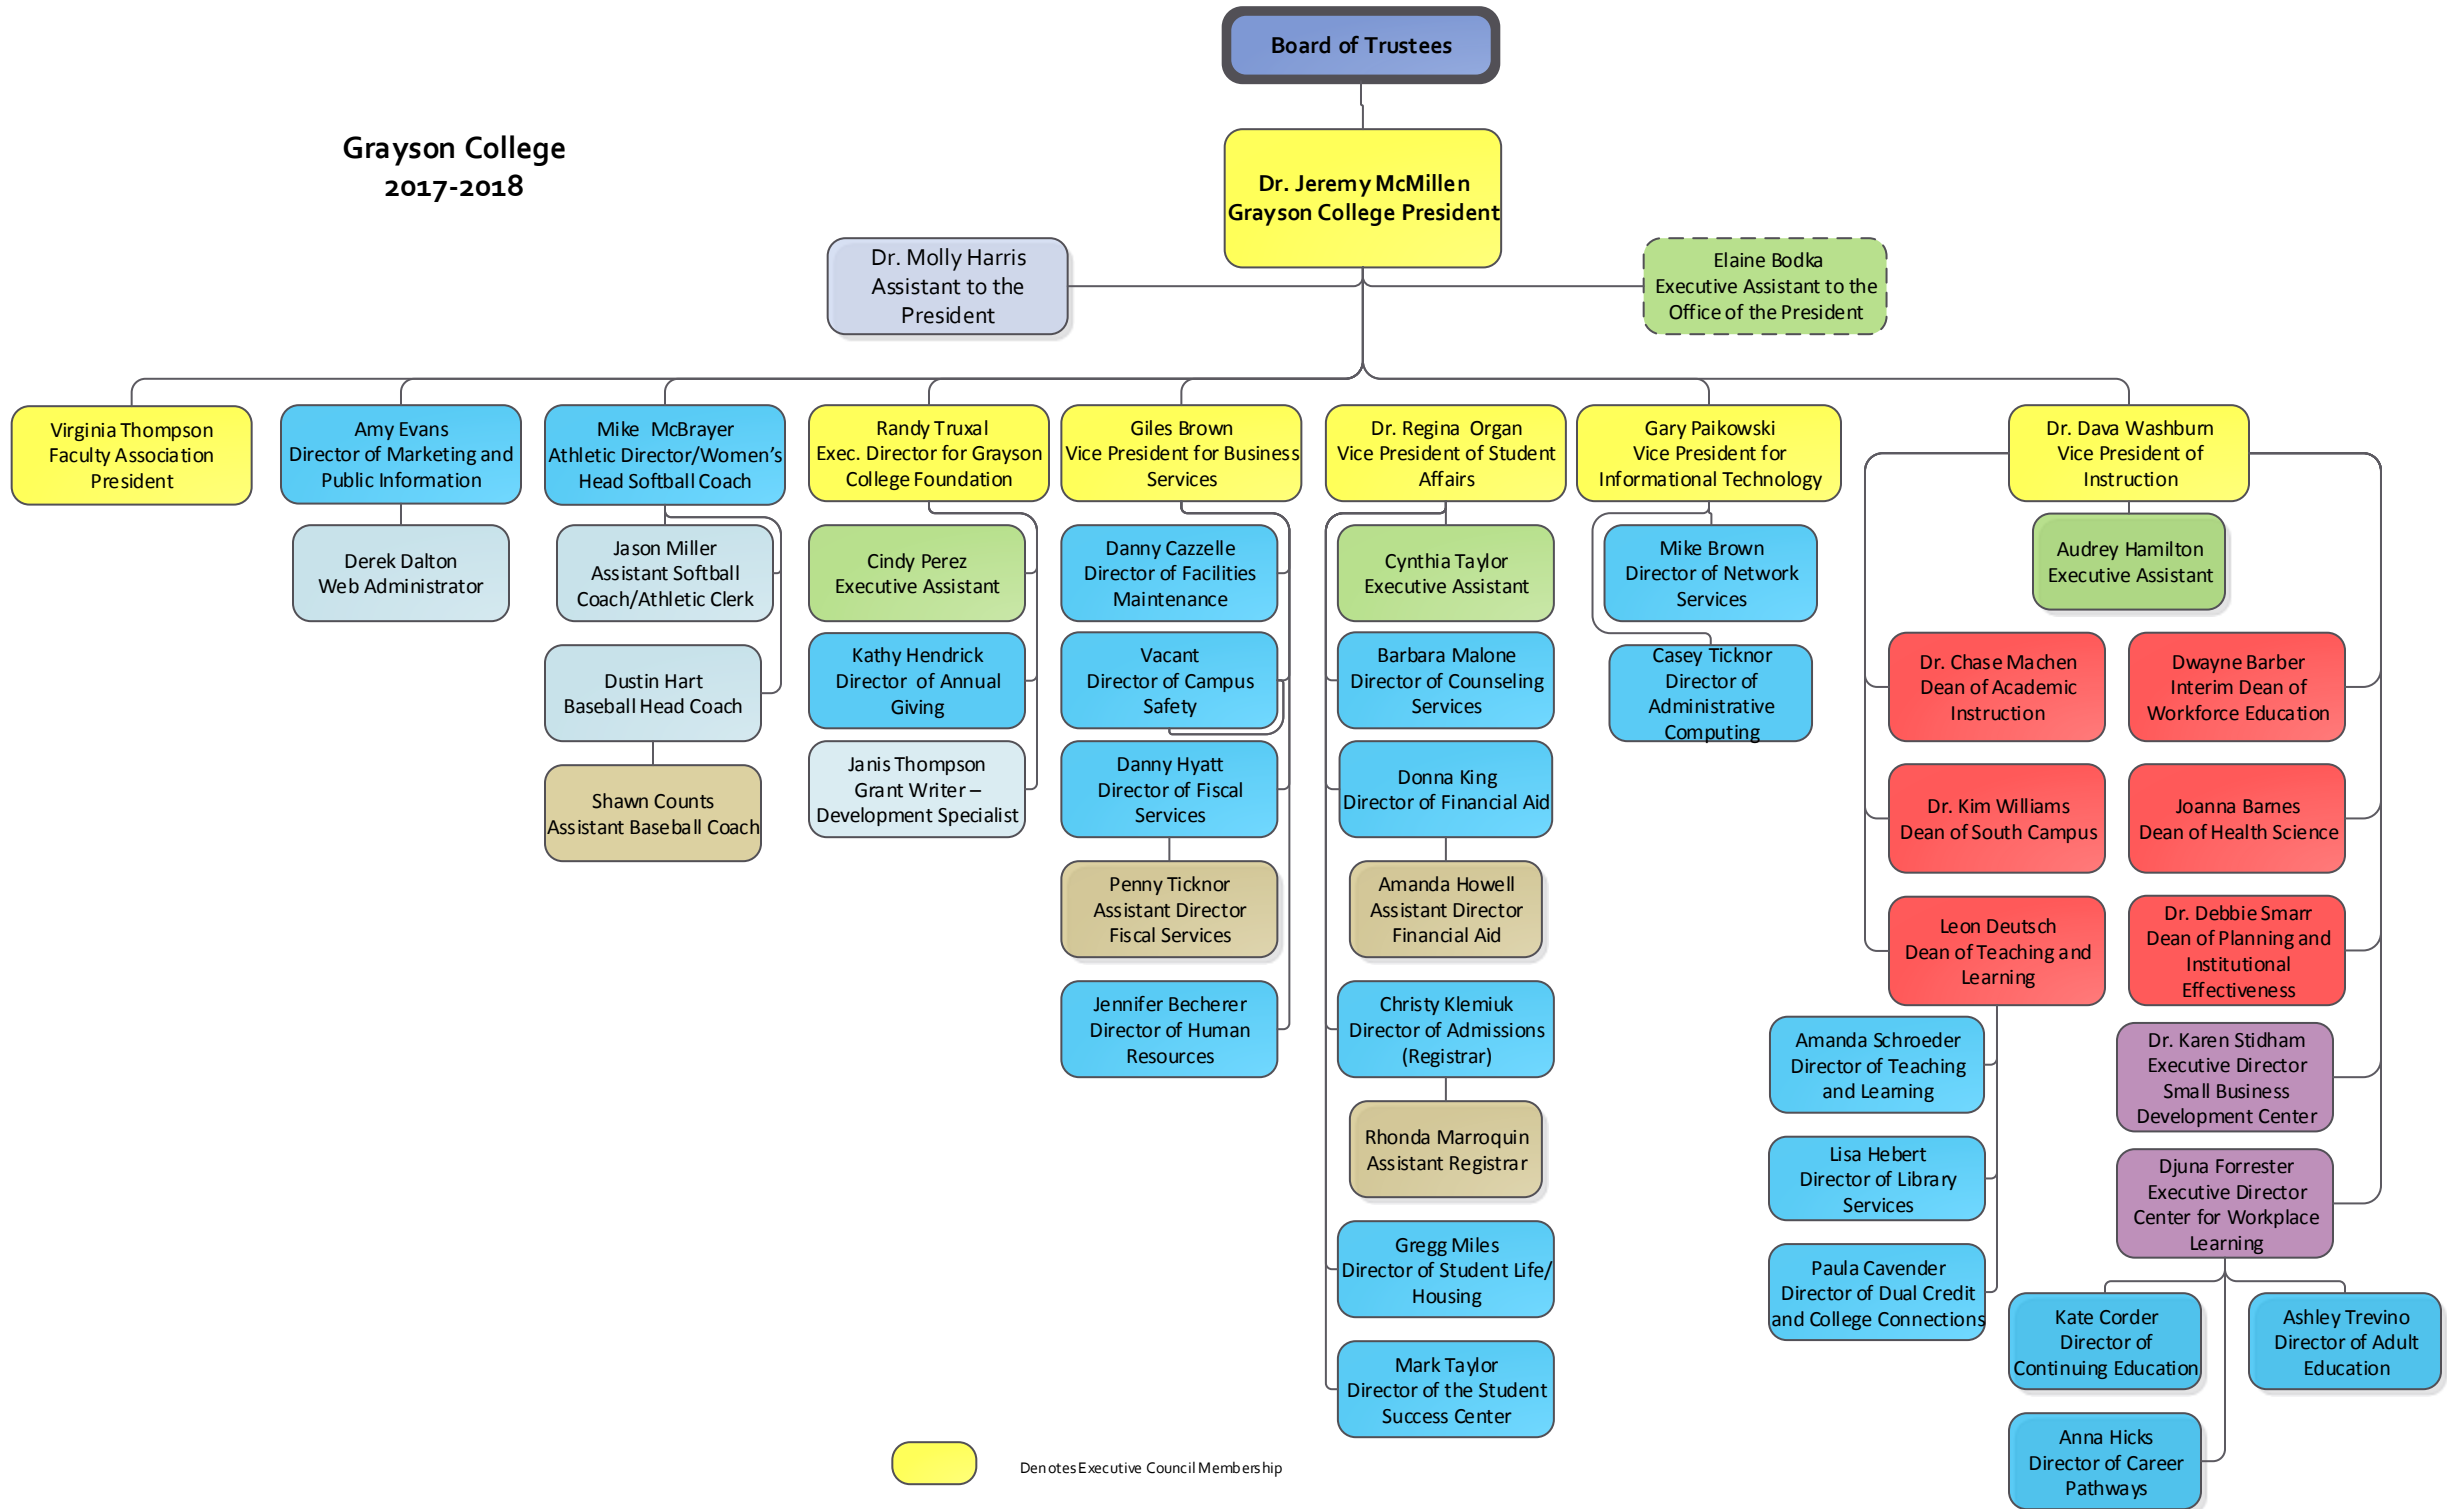 Board of Trustees
Grayson College
2017-2018
Dr. Jeremy McMillen
Grayson College President
Dr. Molly Harris
Assistant to the
President
Elaine Bodka
Executive Assistant to the
Office of the President
Virginia Thompson
Faculty Association
President
Amy Evans
Director of Marketing and
Public Information
Mike McBrayer
Athletic Director/Women's
Head Softball Coach
Randy Truxal
Exec. Director for Grayson
College Foundation
Giles Brown
Vice President for Business
Services
Dr. Regina Organ
Vice President of Student
Affairs
Gary Paikowski
Vice President for
Informational Technology
Dr. Dava Washburn
Vice President of
Instruction
Derek Dalton
Web Administrator
Jason Miller
Assistant Softball
Coach/Athletic Clerk
Dustin Hart
Baseball Head Coach
Shawn Counts
Assistant Baseball Coach
Cindy Perez
Executive Assistant
Kathy Hendrick
Director of Annual
Giving
Janis Thompson
Grant Writer –
Development Specialist
Danny Cazzelle
Director of Facilities
Maintenance
Vacant
Director of Campus
Safety
Danny Hyatt
Director of Fiscal
Services
Penny Ticknor
Assistant Director
Fiscal Services
Jennifer Becherer
Director of Human
Resources
Cynthia Taylor
Executive Assistant
Barbara Malone
Director of Counseling
Services
Donna King
Director of Financial Aid
Amanda Howell
Assistant Director
Financial Aid
Christy Klemiuk
Director of Admissions
(Registrar)
Rhonda Marroquin
Assistant Registrar
Gregg Miles
Director of Student Life/
Housing
Mark Taylor
Director of the Student
Success Center
Mike Brown
Director of Network
Services
Casey Ticknor
Director of
Administrative
Computing
Audrey Hamilton
Executive Assistant
Dr. Chase Machen
Dean of Academic
Instruction
Dr. Kim Williams
Dean of South Campus
Leon Deutsch
Dean of Teaching and
Learning
Amanda Schroeder
Director of Teaching
and Learning
Lisa Hebert
Director of Library
Services
Paula Cavender
Director of Dual Credit
and College Connections
Dwayne Barber
Interim Dean of
Workforce Education
Joanna Barnes
Dean of Health Science
Dr. Debbie Smarr
Dean of Planning and
Institutional
Effectiveness
Dr. Karen Stidham
Executive Director
Small Business
Development Center
Djuna Forrester
Executive Director
Center for Workplace
Learning
Kate Corder
Director of
Continuing Education
Ashley Trevino
Director of Adult
Education
Anna Hicks
Director of Career
Pathways
Denotes Executive Council Membership